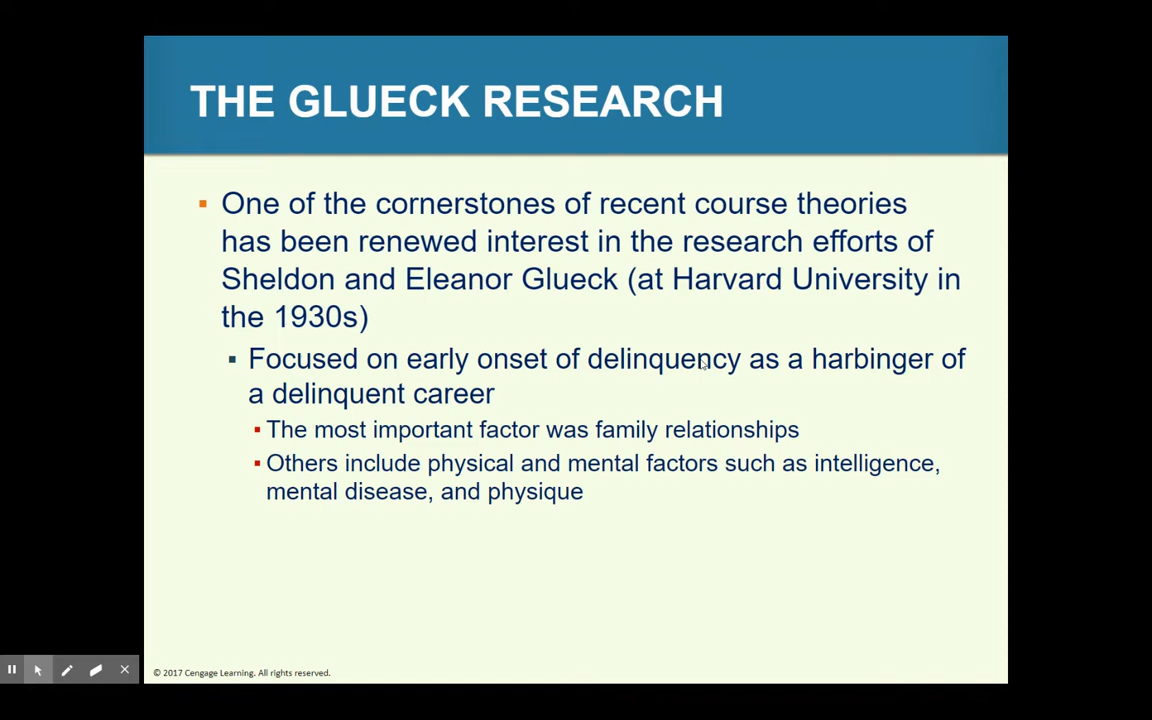 THE GLUECK RESEARCH
One of the cornerstones of recent course theories
has been renewed interest in the research efforts of
Sheldon and Eleanor Glueck (at Harvard University in
the 1930s)
Focused on early onset of delinquency as a harbinger of
a delinquent career
The most important factor was family relationships
Others include physical and mental factors such as intelligence,
mental disease, and physique
© 2017 Cengage Learning. All rights reserved.